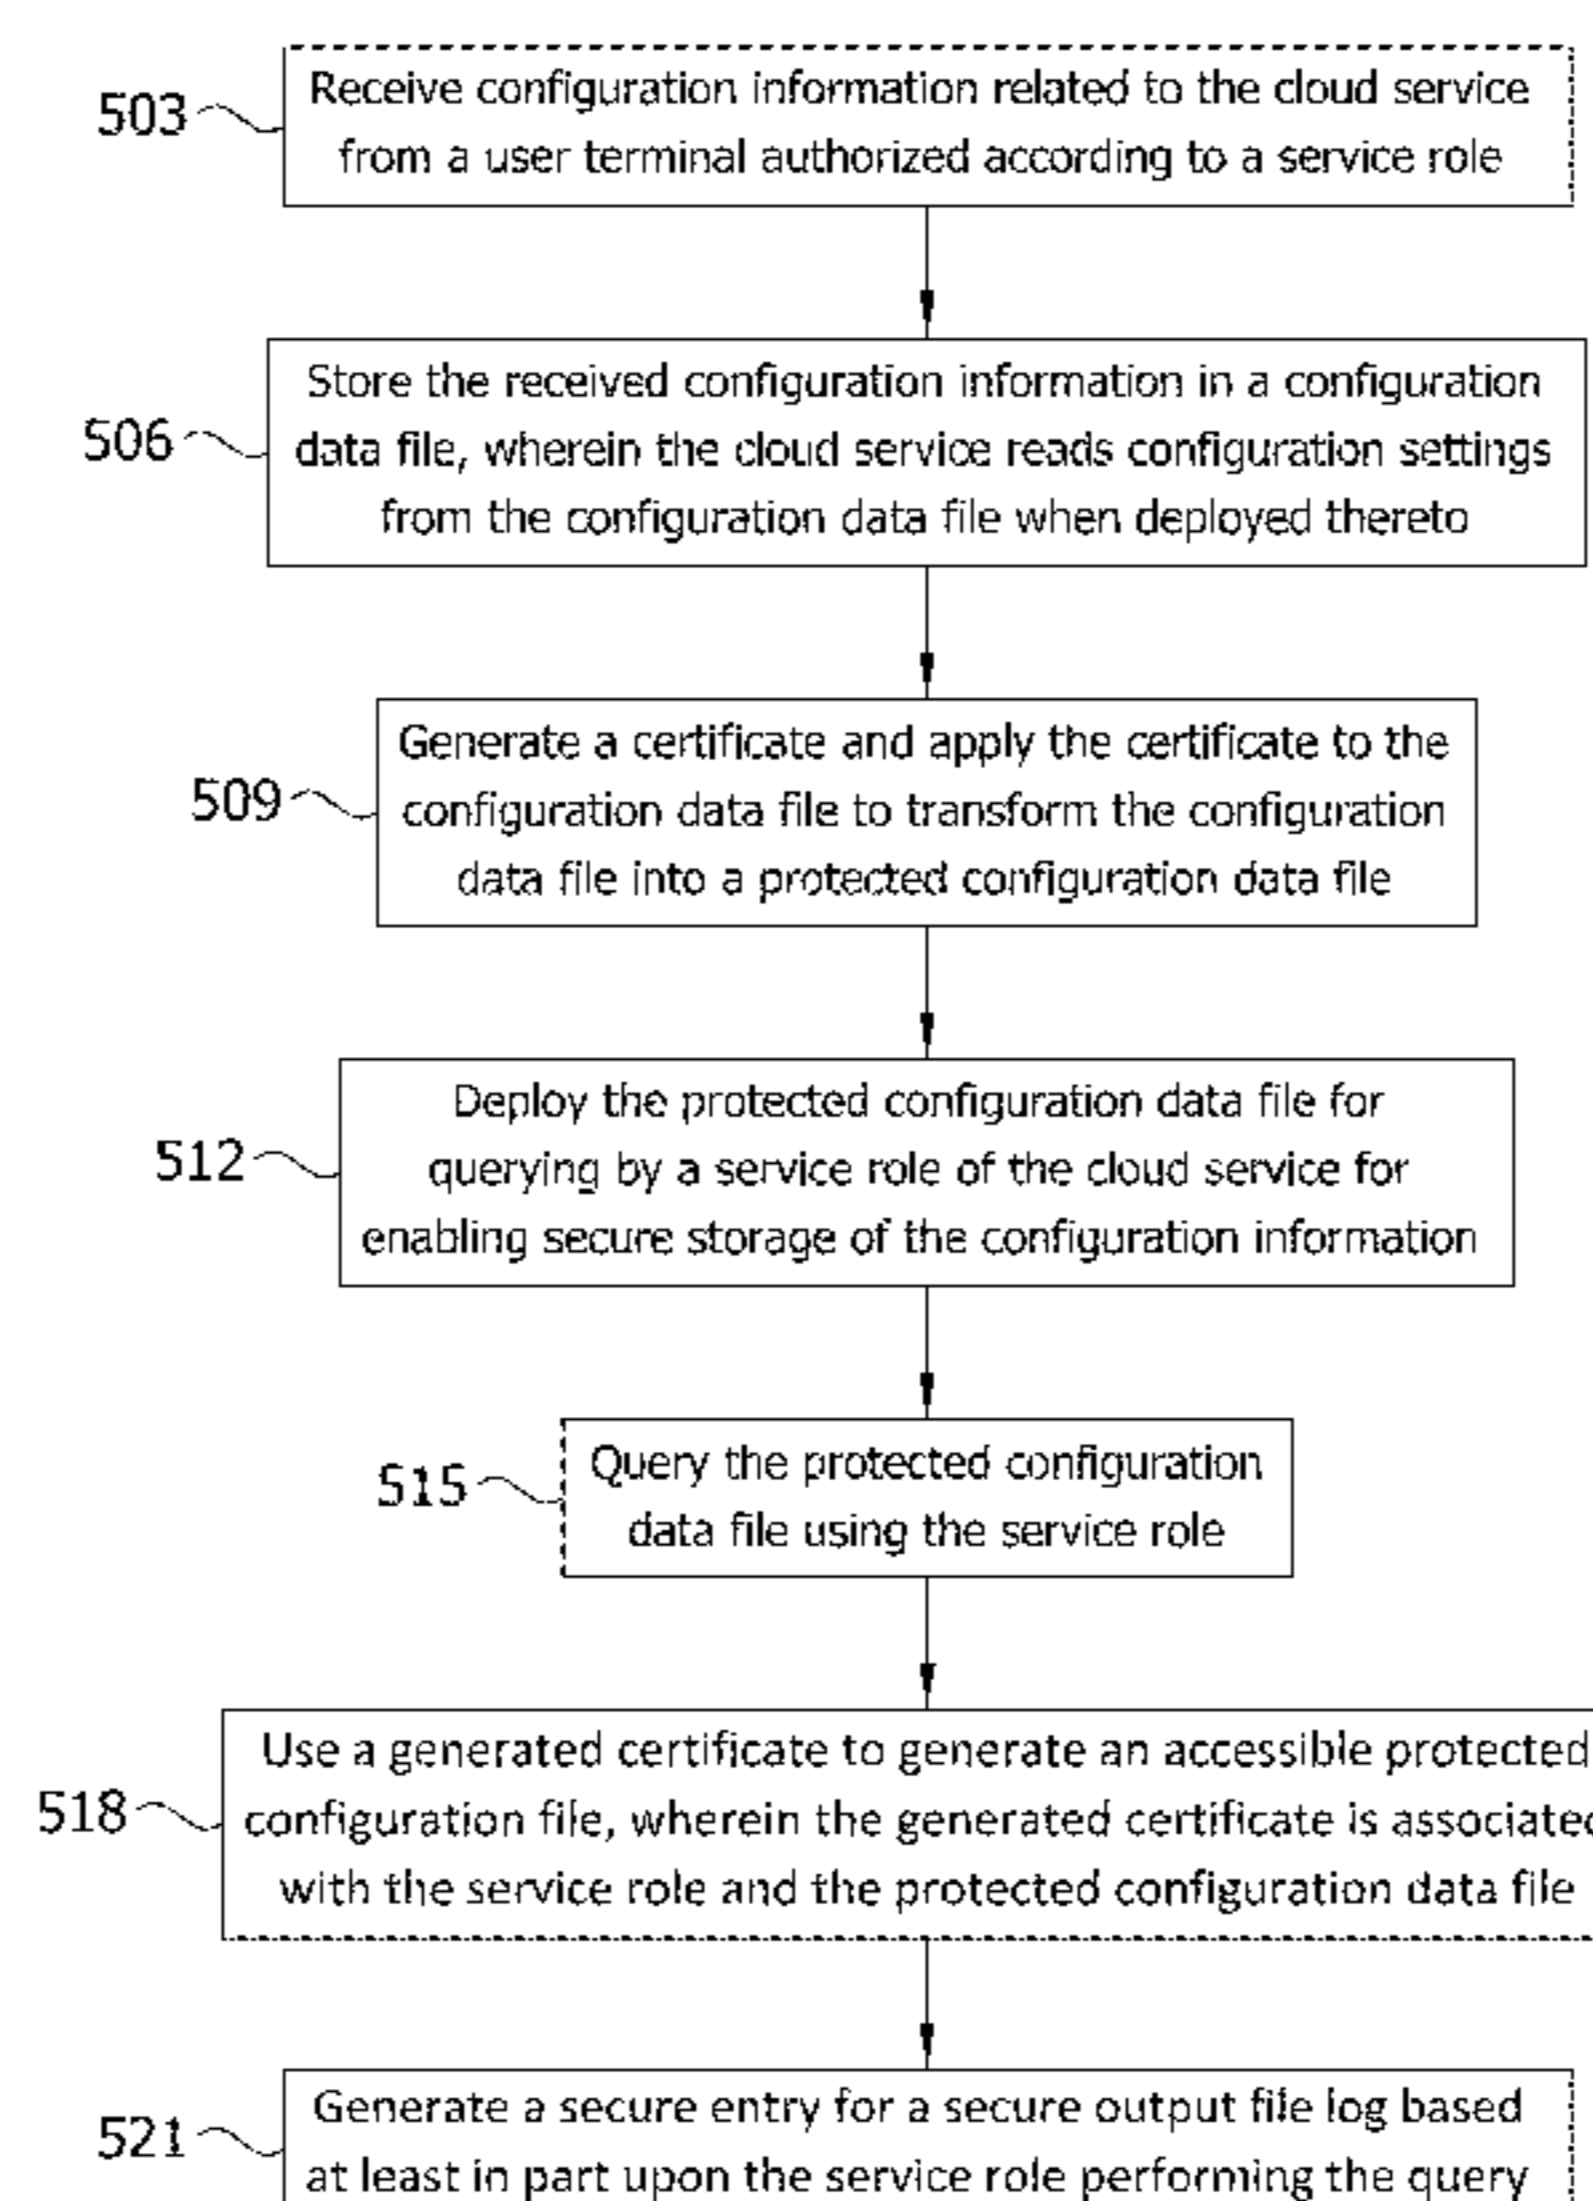 503
Receive configuration information related to the cloud service
from a user terminal authorized according to a service role
506
Store the received configuration information in a configuration
data file, wherein the cloud service reads configuration settings
from the configuration data file when deployed thereto
509
Generate a certificate and apply the certificate to the
configuration data file to transform the configuration
data file into a protected configuration data file
512
Deploy the protected configuration data file for
querying by a service role of the cloud service for
enabling secure storage of the configuration information
515
Query the protected configuration
data file using the service role
518
Use a generated certificate to generate an accessible protected
configuration file, wherein the generated certificate is associated
with the service role and the protected configuration data file
521
Generate a secure entry for a secure output file log based
at least in part upon the service role performing the query